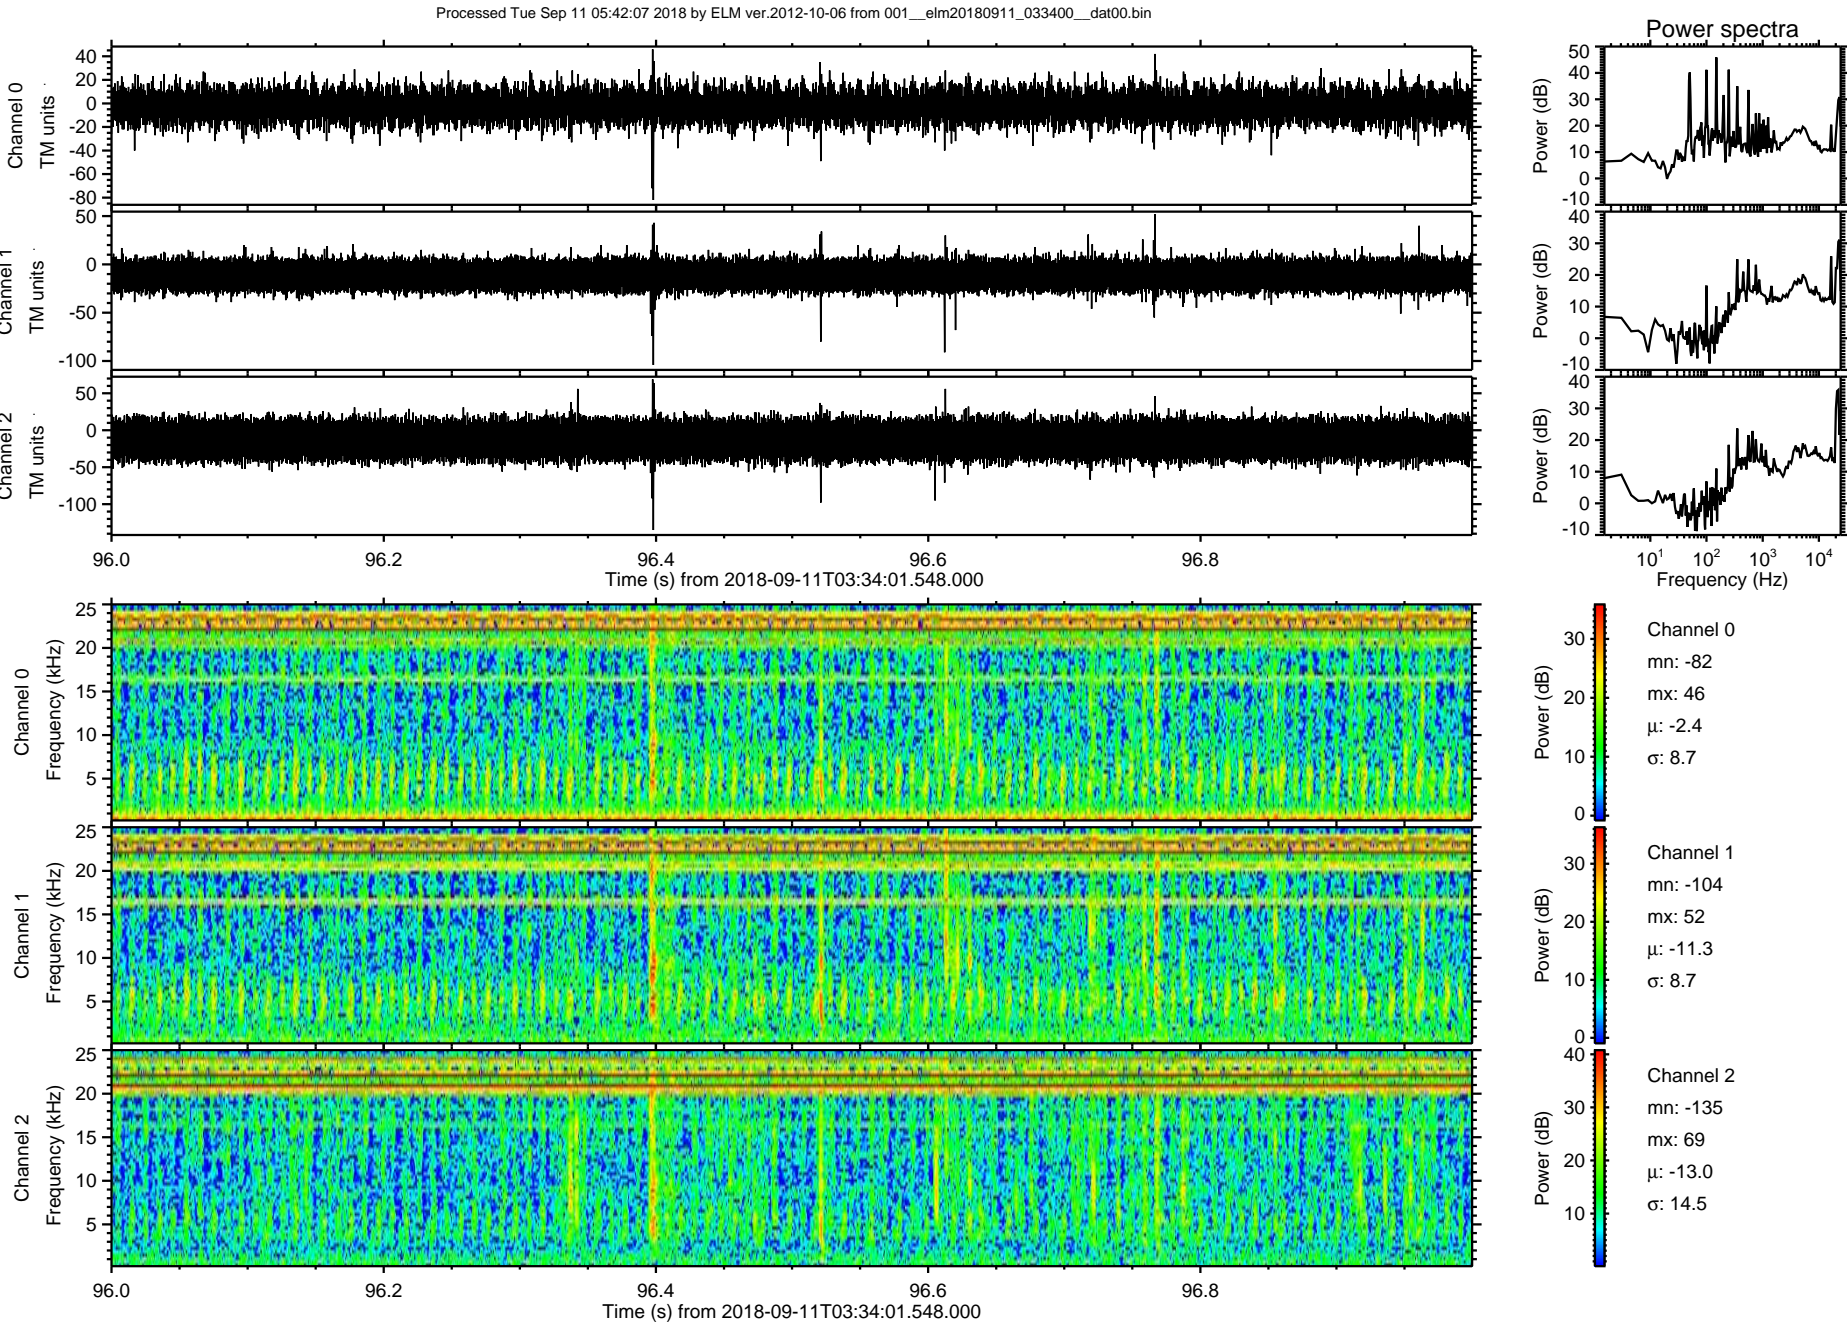 Processed Tue Sep 11 05:42:07 2018 by ELM ver.2012-10-06 from 001__elm20180911_033400__dat00.bin
Power spectra
Channel 0
TM units
40
20
0
-20
-40
-60
-80
Power (dB)
50
40
30
20
10
0
-10
Channel 1
TM units
50
0
-50
-100
Power (dB)
40
30
20
10
0
-10
Channel 2
TM units
50
0
-50
-100
Power (dB)
40
30
20
10
0
-10
96.0 96.2 96.4 96.6 96.8
Time (s) from 2018-09-11T03:34:01.548.000
10¹ 10² 10³ 10⁴
Frequency (Hz)
Channel 0
Frequency (kHz)
25
20
15
10
5
Power (dB)
30
20
10
0
Channel 0
mn: -82
mx: 46
μ: -2.4
σ: 8.7
Channel 1
Frequency (kHz)
25
20
15
10
5
Power (dB)
30
20
10
0
Channel 1
mn: -104
mx: 52
μ: -11.3
σ: 8.7
Channel 2
Frequency (kHz)
25
20
15
10
5
Power (dB)
40
30
20
10
Channel 2
mn: -135
mx: 69
μ: -13.0
σ: 14.5
96.0 96.2 96.4 96.6 96.8
Time (s) from 2018-09-11T03:34:01.548.000